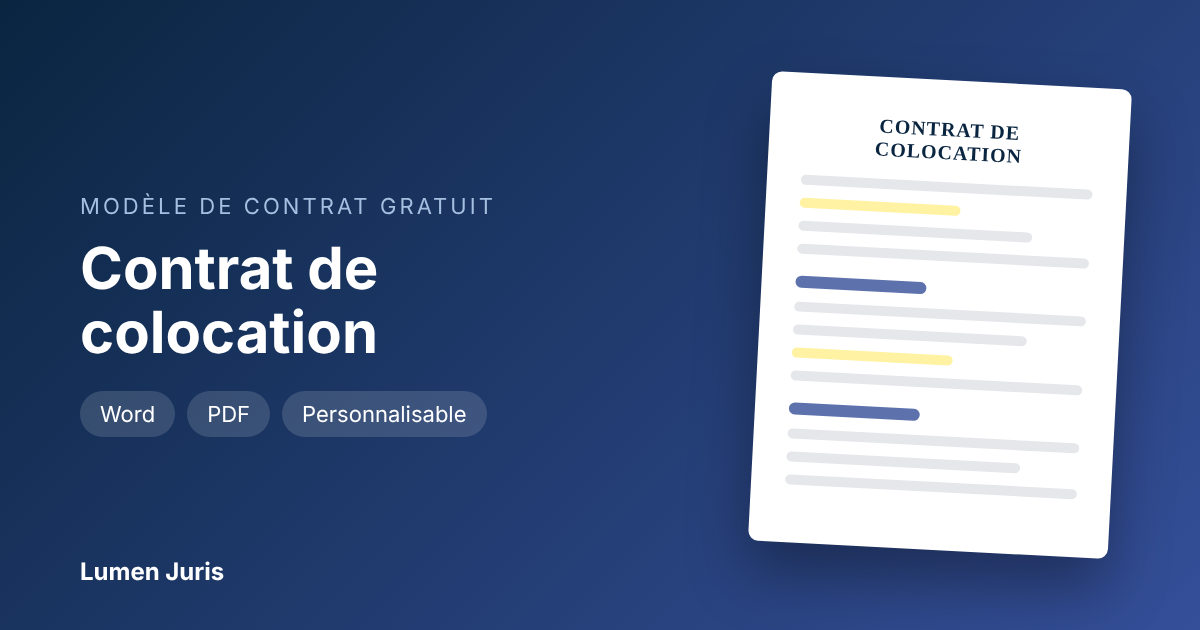 MODÈLE DE CONTRAT GRATUIT
Contrat de
colocation
Word PDF Personnalisable
Lumen Juris
CONTRAT DE
COLOCATION